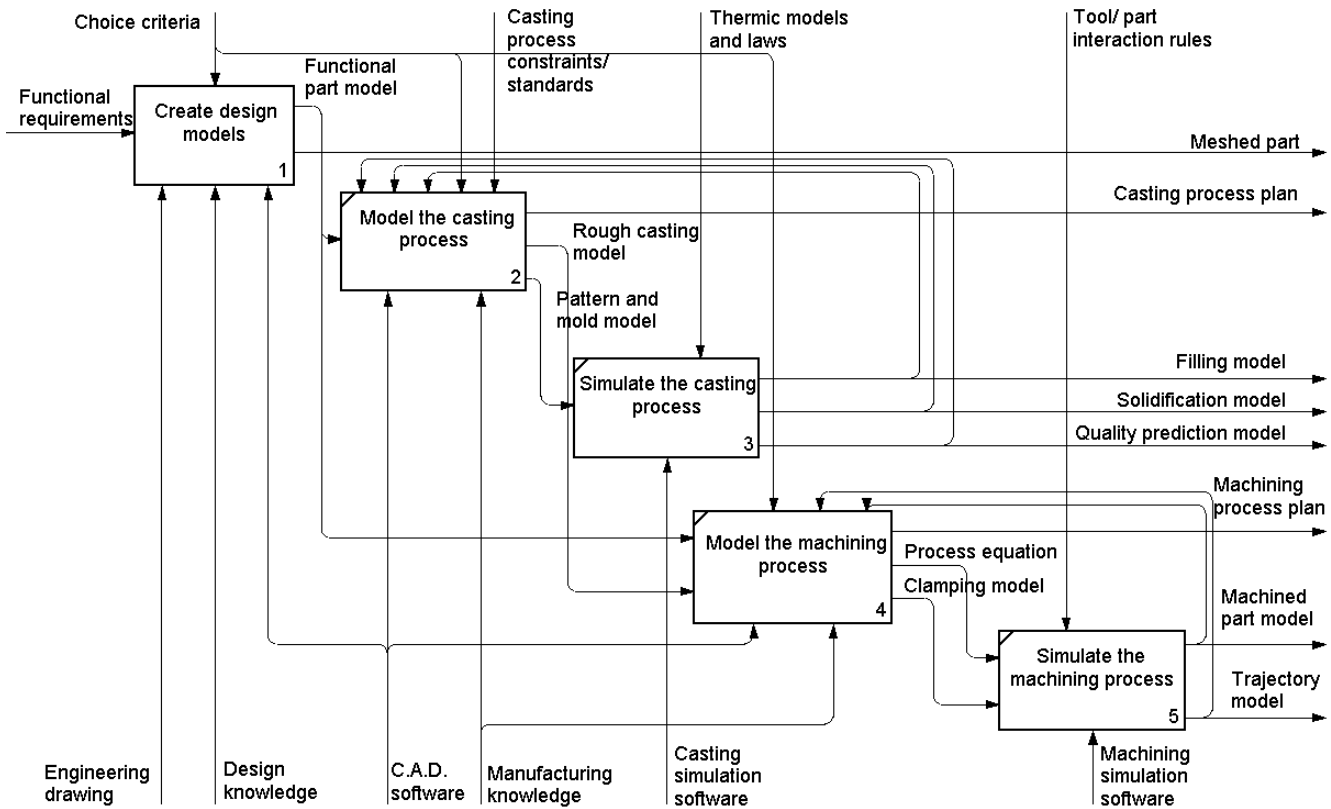 Choice criteria
Casting
process
constraints/
standards
Thermic models
and laws
Tool/ part
interaction rules
Functional
requirements
Create design
models
1
Functional
part model
Meshed part
Model the casting
process
2
Casting process plan
Rough casting
model
Pattern and
mold model
Simulate the casting
process
3
Filling model
Solidification model
Quality prediction model
Machining
process plan
Model the machining
process
4
Process equation
Clamping model
Machined
part model
Simulate the
machining process
5
Trajectory
model
Engineering
drawing
Design
knowledge
C.A.D.
software
Manufacturing
knowledge
Casting
simulation
software
Machining
simulation
software